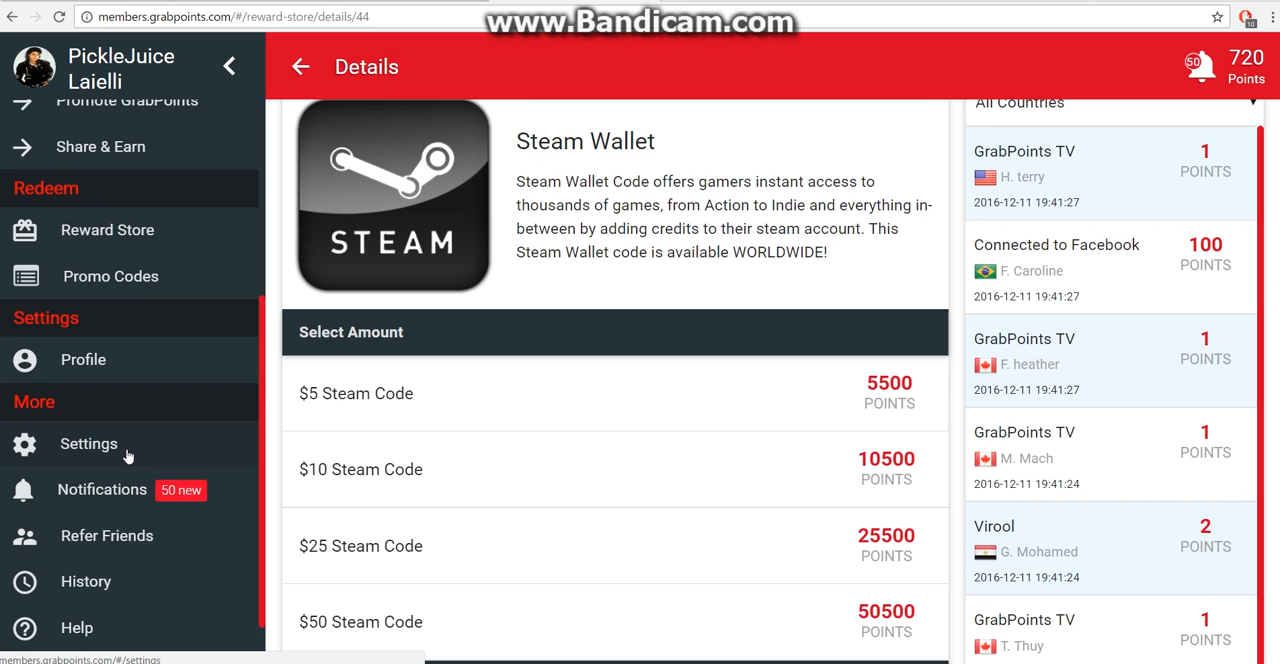 members.grabpoints.com/#/reward-store/details/44
www.Bandicam.com
10
PickleJuice
Laielli
Promote GrabPoints
Share & Earn
Redeem
Reward Store
Promo Codes
Settings
Profile
More
Settings
Notifications 50 new
Refer Friends
History
Help
members.grabpoints.com/#/settings
Details
50
720
Points
STEAM
Steam Wallet
Steam Wallet Code offers gamers instant access to
thousands of games, from Action to Indie and everything in-
between by adding credits to their steam account. This
Steam Wallet code is available WORLDWIDE!
Select Amount
$5 Steam Code
5500
POINTS
$10 Steam Code
10500
POINTS
$25 Steam Code
25500
POINTS
$50 Steam Code
50500
POINTS
All Countries
GrabPoints TV
1
POINTS
H. terry
2016-12-11 19:41:27
Connected to Facebook
100
POINTS
F. Caroline
2016-12-11 19:41:27
GrabPoints TV
1
POINTS
F. heather
2016-12-11 19:41:27
GrabPoints TV
1
POINTS
M. Mach
2016-12-11 19:41:24
Virool
2
POINTS
G. Mohamed
2016-12-11 19:41:24
GrabPoints TV
1
POINTS
T. Thuy